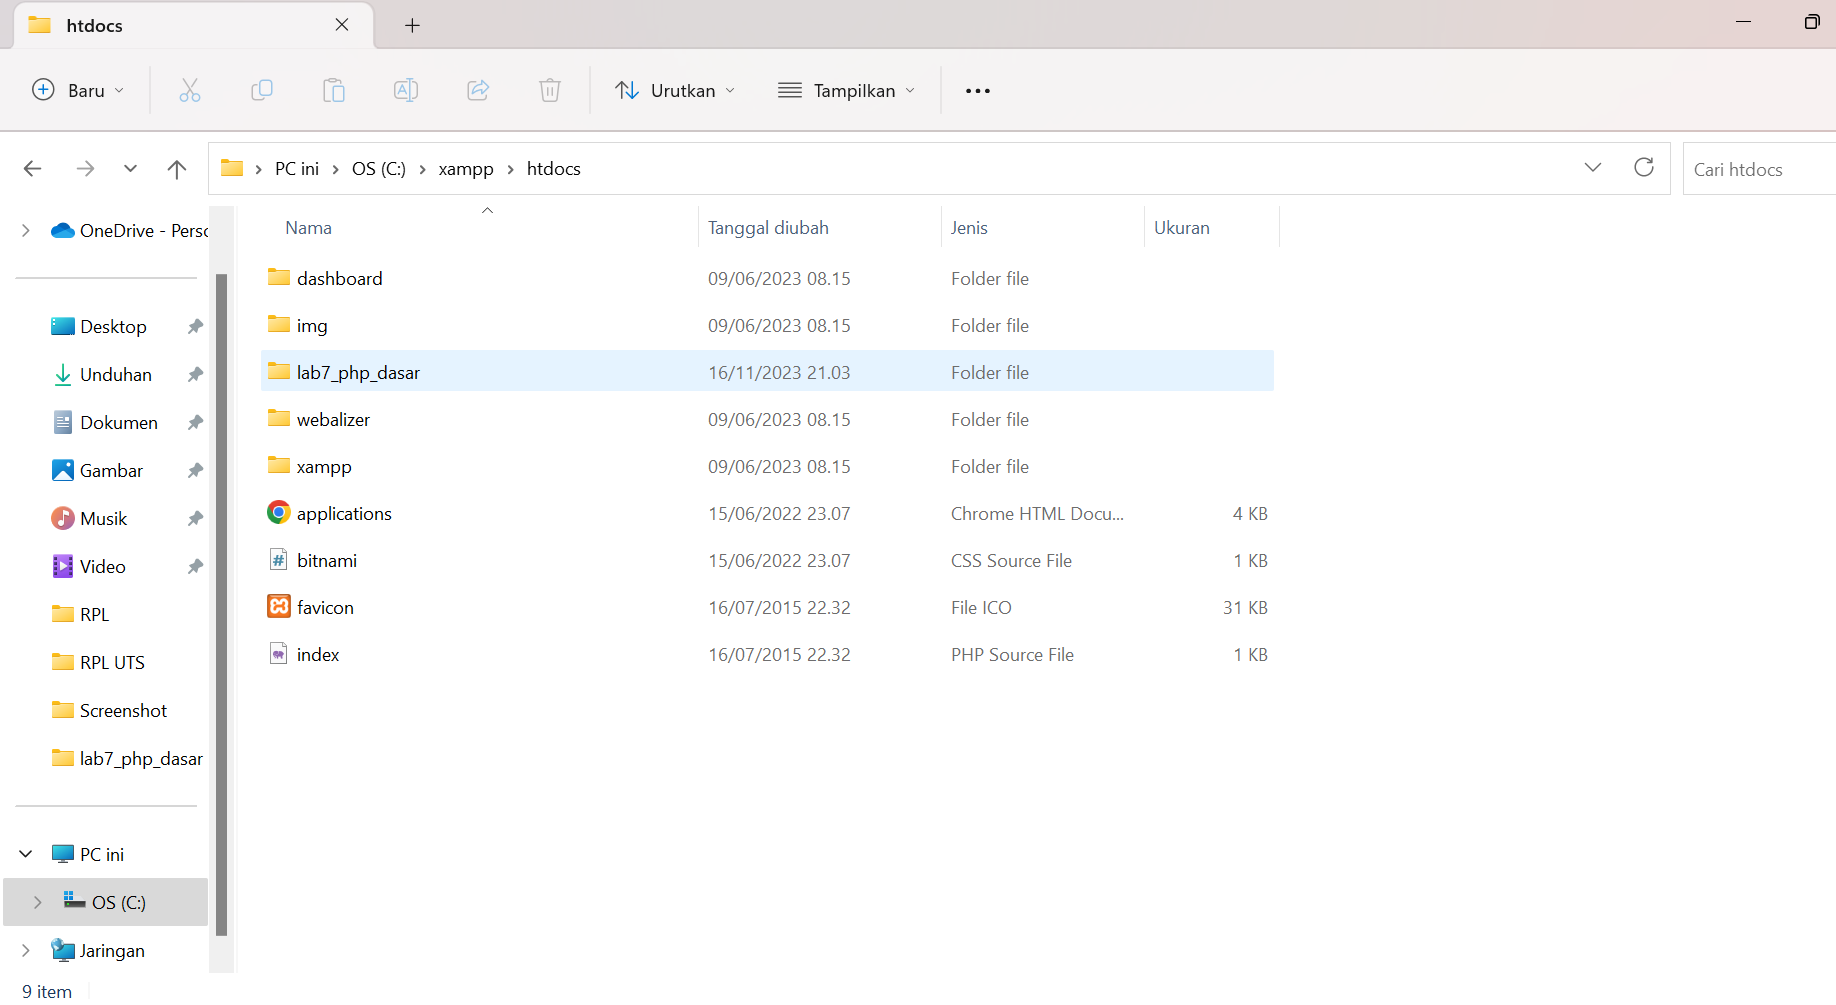 htdocs
Baru
Urutkan
Tampilkan
PC ini
OS (C:)
xampp
htdocs
Cari htdocs
OneDrive - Perso
Desktop
Unduhan
Dokumen
Gambar
Musik
Video
RPL
RPL UTS
Screenshot
lab7_php_dasar
PC ini
OS (C:)
Jaringan
Nama Tanggal diubah Jenis Ukuran
dashboard 09/06/2023 08.15 Folder file
img 09/06/2023 08.15 Folder file
lab7_php_dasar 16/11/2023 21.03 Folder file
webalizer 09/06/2023 08.15 Folder file
xampp 09/06/2023 08.15 Folder file
applications 15/06/2022 23.07 Chrome HTML Docu... 4 KB
bitnami 15/06/2022 23.07 CSS Source File 1 KB
favicon 16/07/2015 22.32 File ICO 31 KB
index 16/07/2015 22.32 PHP Source File 1 KB
9 item